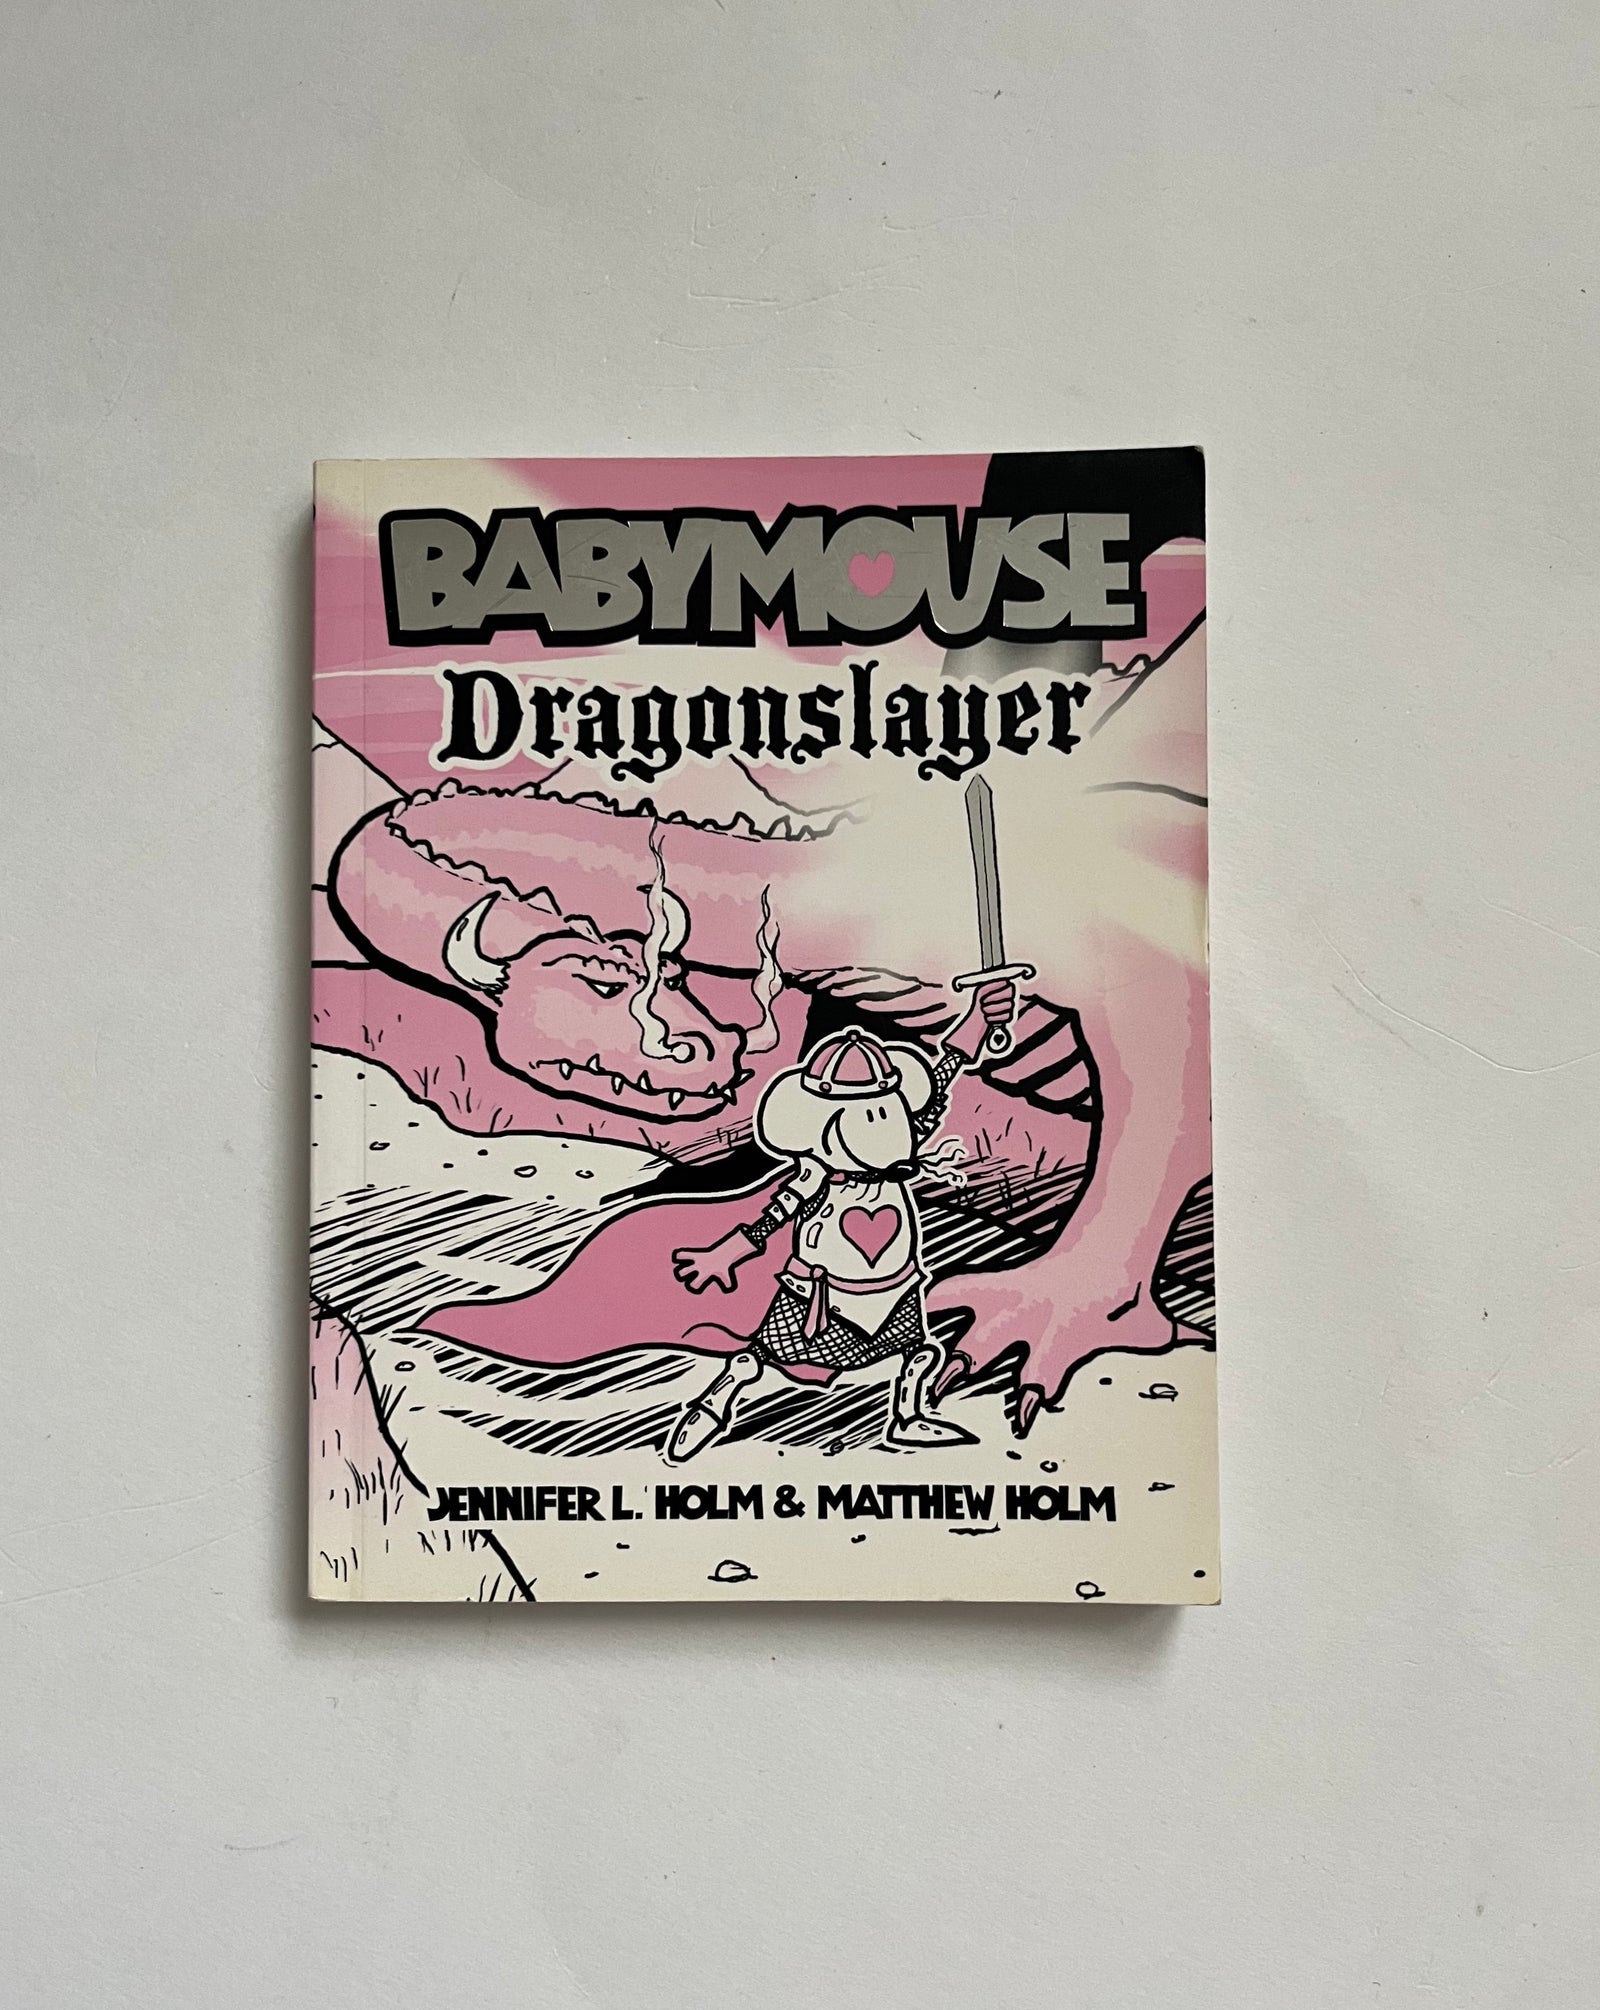 BABYMOUSE
Dragonslayer
JENNIFER L. HOLM & MATTHEW HOLM